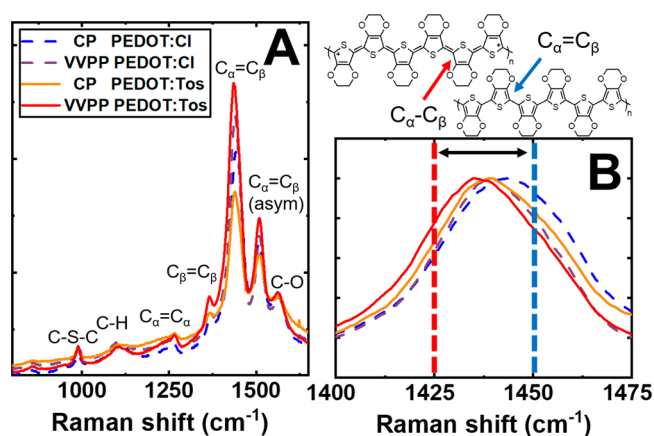 CP PEDOT:Cl
VVPP PEDOT:Cl
CP PEDOT:Tos
VVPP PEDOT:Tos
A
Cα=Cβ
Cα=Cβ
(asym)
Cβ=Cβ
C-O
Cα=Cα
C-H
C-S-C
1000 1250 1500
Raman shift (cm⁻¹)
O O O O O O
S S S S S S
+ +
O O O O O O
n
Cα=Cβ
Cα-Cβ
O O O O O O
S S S S S S
O O O O O O
n
B
1400 1425 1450 1475
Raman shift (cm⁻¹)